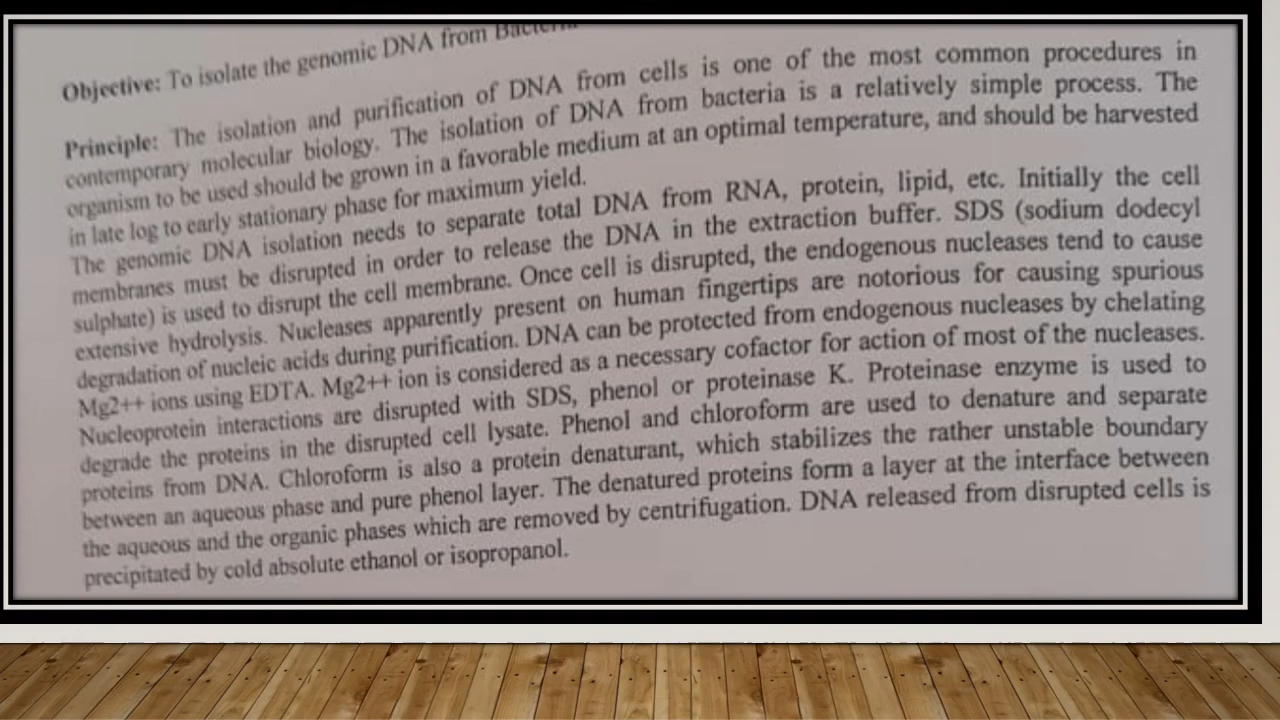 Objective: To isolate the genomic DNA from
Principle: The isolation and purification of DNA from cells is one of the most common procedures in
contemporary molecular biology. The isolation of DNA from bacteria is a relatively simple process. The
organism to be used should be grown in a favorable medium at an optimal temperature, and should be harvested
in late log to early stationary phase for maximum yield.
The genomic DNA isolation needs to separate total DNA from RNA, protein, lipid, etc. Initially the cell
membranes must be disrupted in order to release the DNA in the extraction buffer. SDS (sodium dodecyl
sulphate) is used to disrupt the cell membrane. Once cell is disrupted, the endogenous nucleases tend to cause
extensive hydrolysis. Nucleases apparently present on human fingertips are notorious for causing spurious
degradation of nucleic acids during purification. DNA can be protected from endogenous nucleases by chelating
Mg2++ ions using EDTA. Mg2++ ion is considered as a necessary cofactor for action of most of the nucleases.
Nucleoprotein interactions are disrupted with SDS, phenol or proteinase K. Proteinase enzyme is used to
degrade the proteins in the disrupted cell lysate. Phenol and chloroform are used to denature and separate
proteins from DNA. Chloroform is also a protein denaturant, which stabilizes the rather unstable boundary
between an aqueous phase and pure phenol layer. The denatured proteins form a layer at the interface between
the aqueous and the organic phases which are removed by centrifugation. DNA released from disrupted cells is
precipitated by cold absolute ethanol or isopropanol.